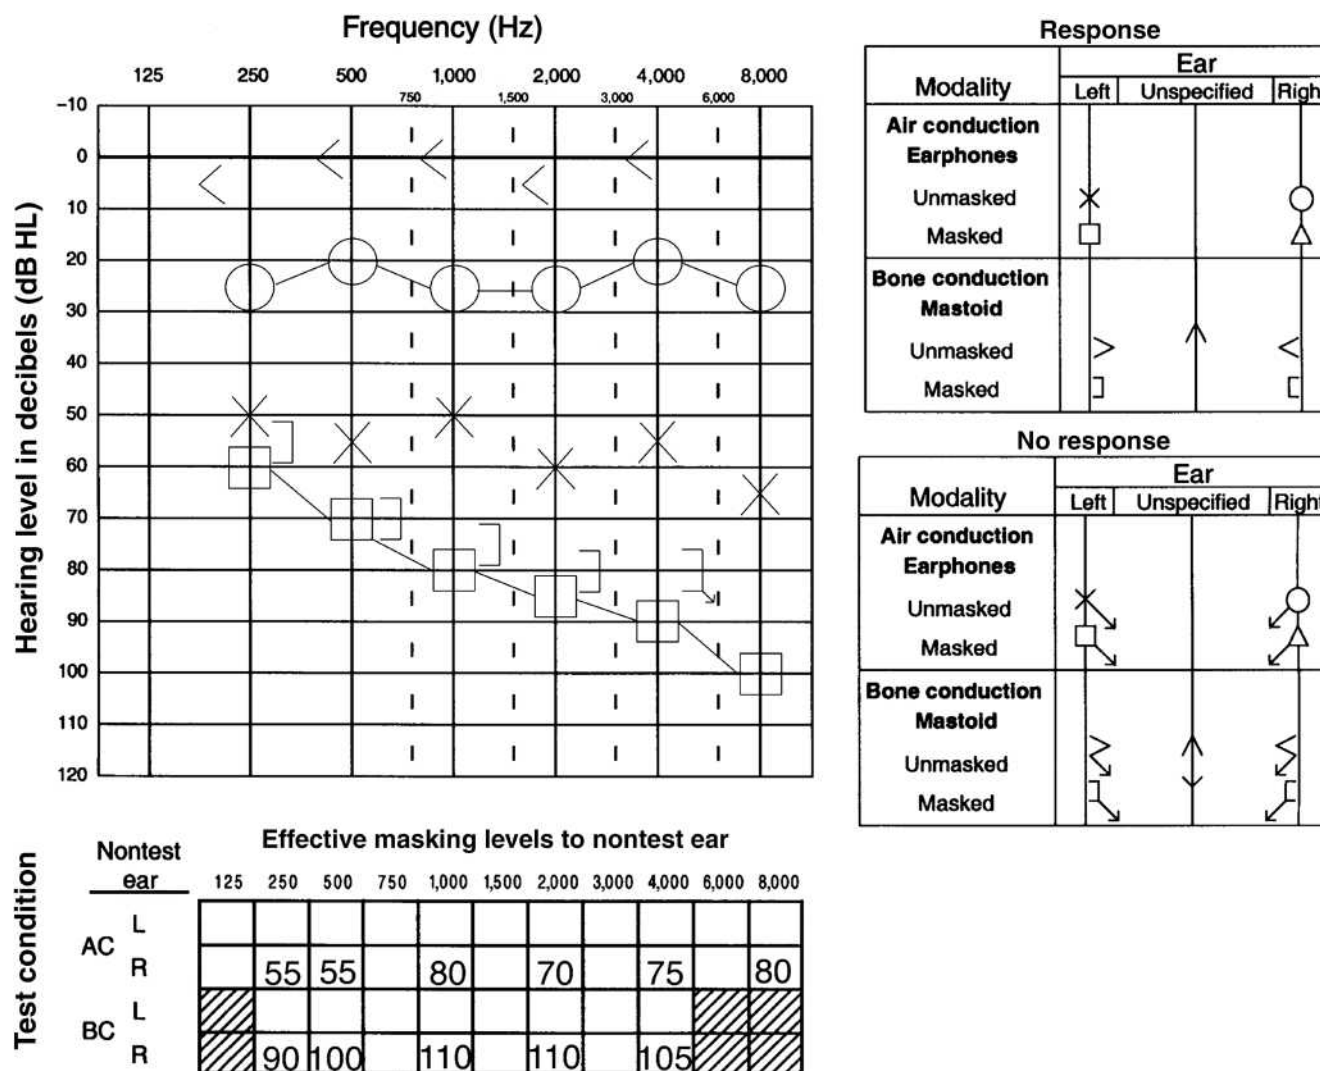 Frequency (Hz)
125 250 500 1,000 2,000 4,000 8,000
750 1,500 3,000 6,000
Hearing level in decibels (dB HL)
-10
0
10
20
30
40
50
60
70
80
90
100
110
120
Response
Modality
Ear
Left Unspecified Righ
Air conduction
Earphones
Unmasked
Masked
Bone conduction
Mastoid
Unmasked
Masked
No response
Modality
Ear
Left Unspecified Right
Air conduction
Earphones
Unmasked
Masked
Bone conduction
Mastoid
Unmasked
Masked
Effective masking levels to nontest ear
Test condition
Nontest
ear
125 250 500 750 1,000 1,500 2,000 3,000 4,000 6,000 8,000
AC
L
R 55 55 80 70 75 80
BC
L
R 90 100 110 110 105